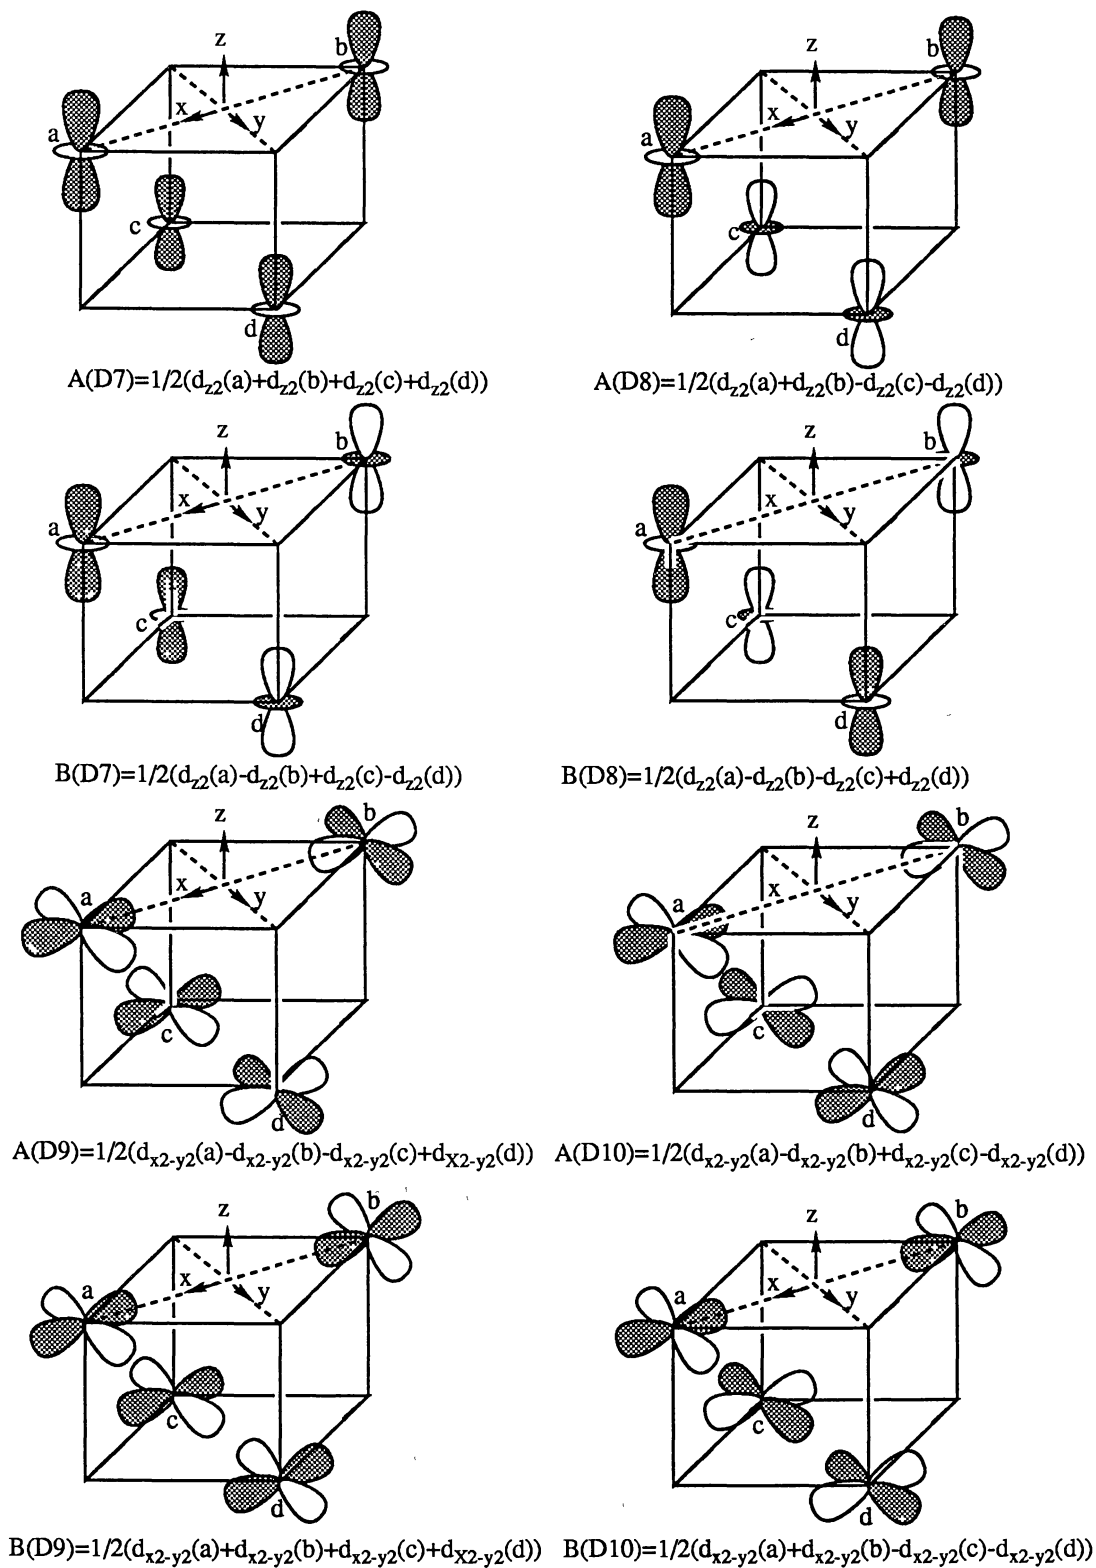 z
b
a
x
y
c
d
A(D7)=1/2(dz2(a)+dz2(b)+dz2(c)+dz2(d))
z
b
a
x
y
c
d
A(D8)=1/2(dz2(a)+dz2(b)-dz2(c)-dz2(d))
z
b
a
x
y
c
d
B(D7)=1/2(dz2(a)-dz2(b)+dz2(c)-dz2(d))
z
b
a
x
y
c
d
B(D8)=1/2(dz2(a)-dz2(b)-dz2(c)+dz2(d))
z
b
a
x
y
c
d
A(D9)=1/2(dx2-y2(a)-dx2-y2(b)-dx2-y2(c)+dX2-y2(d))
z
b
a
x
y
c
d
A(D10)=1/2(dx2-y2(a)-dx2-y2(b)+dx2-y2(c)-dx2-y2(d))
z
b
a
x
y
c
d
B(D9)=1/2(dx2-y2(a)+dx2-y2(b)+dx2-y2(c)+dX2-y2(d))
z
b
a
x
y
c
d
B(D10)=1/2(dx2-y2(a)+dx2-y2(b)-dx2-y2(c)-dx2-y2(d))